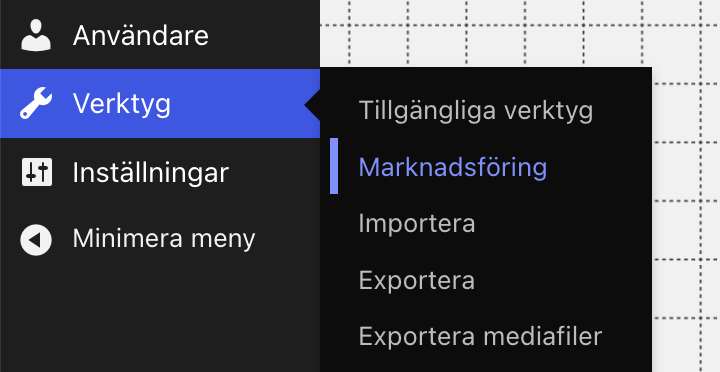 Användare
Verktyg
Inställningar
Minimera meny
Tillgängliga verktyg
Marknadsföring
Importera
Exportera
Exportera mediafiler